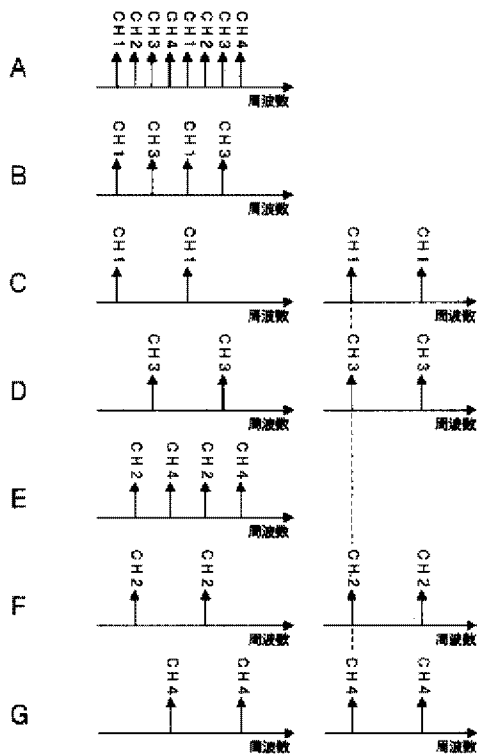 CH1 CH2 CH3 CH4 CH1 CH2 CH3 CH4
A
周波数
CH1 CH3 CH1 CH3
B
周波数
CH1 CH1 CH1 CH1
C
周波数 周波数
CH3 CH3 CH3 CH3
D
周波数 周波数
CH2 CH4 CH2 CH4
E
周波数
CH2 CH2 CH2 CH2
F
周波数 周波数
CH4 CH4 CH4 CH4
G
周波数 周波数